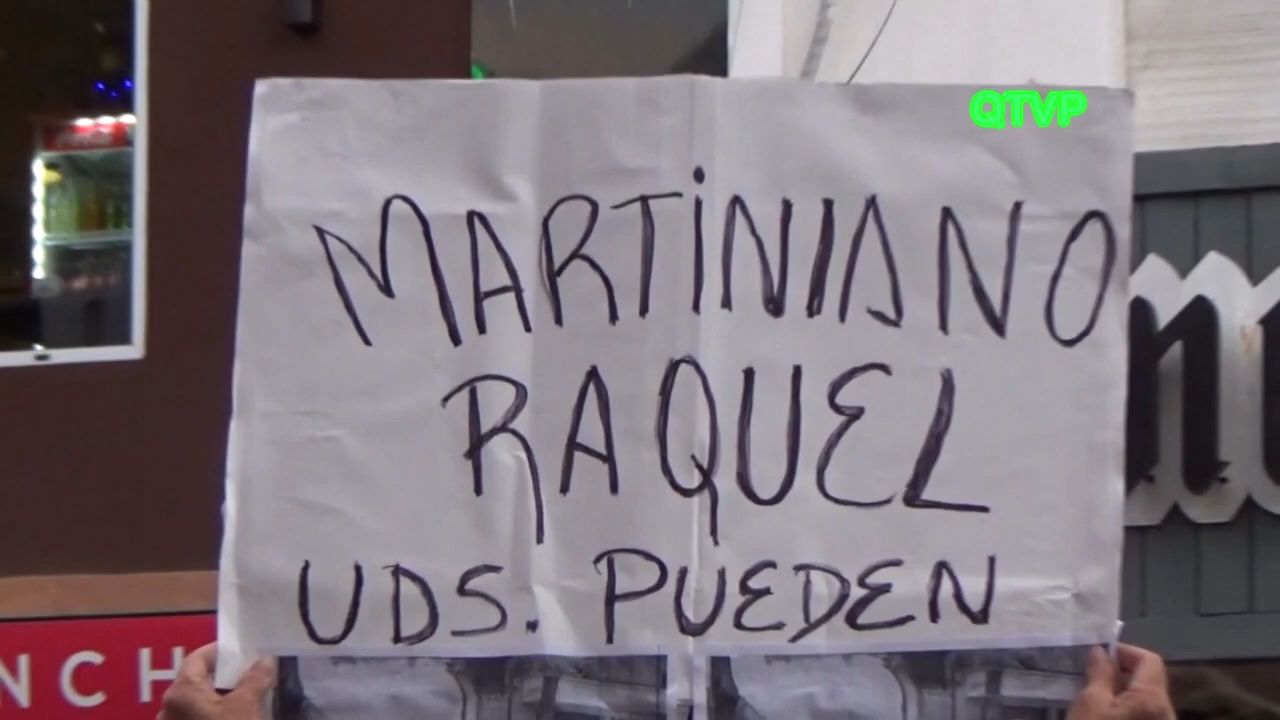 QTVP
MARTINIANO
RAQUEL
UDS. PUEDEN
NCH